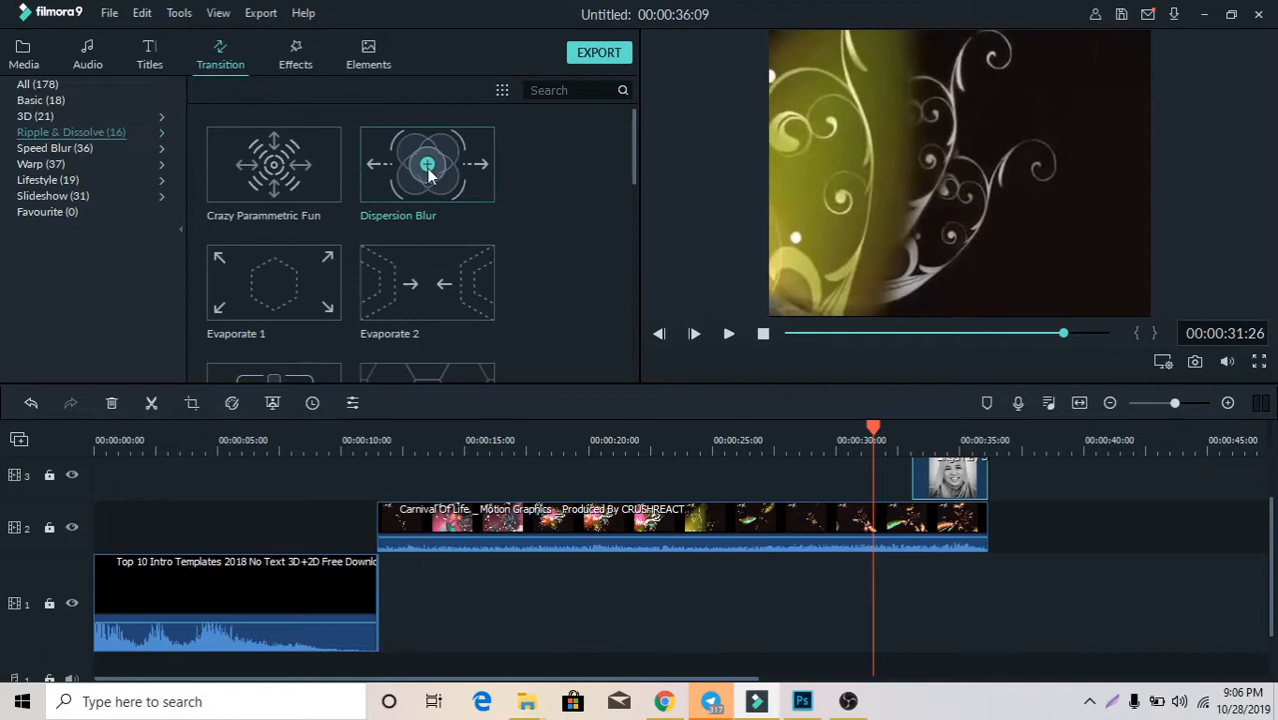 filmora9 File Edit Tools View Export Help Untitled: 00:00:36:09
Media Audio Titles Transition Effects Elements EXPORT
All (178)
Basic (18)
3D (21)
Ripple & Dissolve (16)
Speed Blur (36)
Warp (37)
Lifestyle (19)
Slideshow (31)
Favourite (0)
Search
Crazy Parammetric Fun Dispersion Blur
Evaporate 1 Evaporate 2
{ } 00:00:31:26
00:00:00:00 00:00:05:00 00:00:10:00 00:00:15:00 00:00:20:00 00:00:25:00 00:00:30:00 00:00:35:00 00:00:40:00 00:00:45:00
3
2 Carnival Of Life _ Motion Graphics _ Produced By CRUSHREACT
1 Top 10 Intro Templates 2018 No Text 3D+2D Free Downlo
Type here to search
317
Ps
9:06 PM
10/28/2019